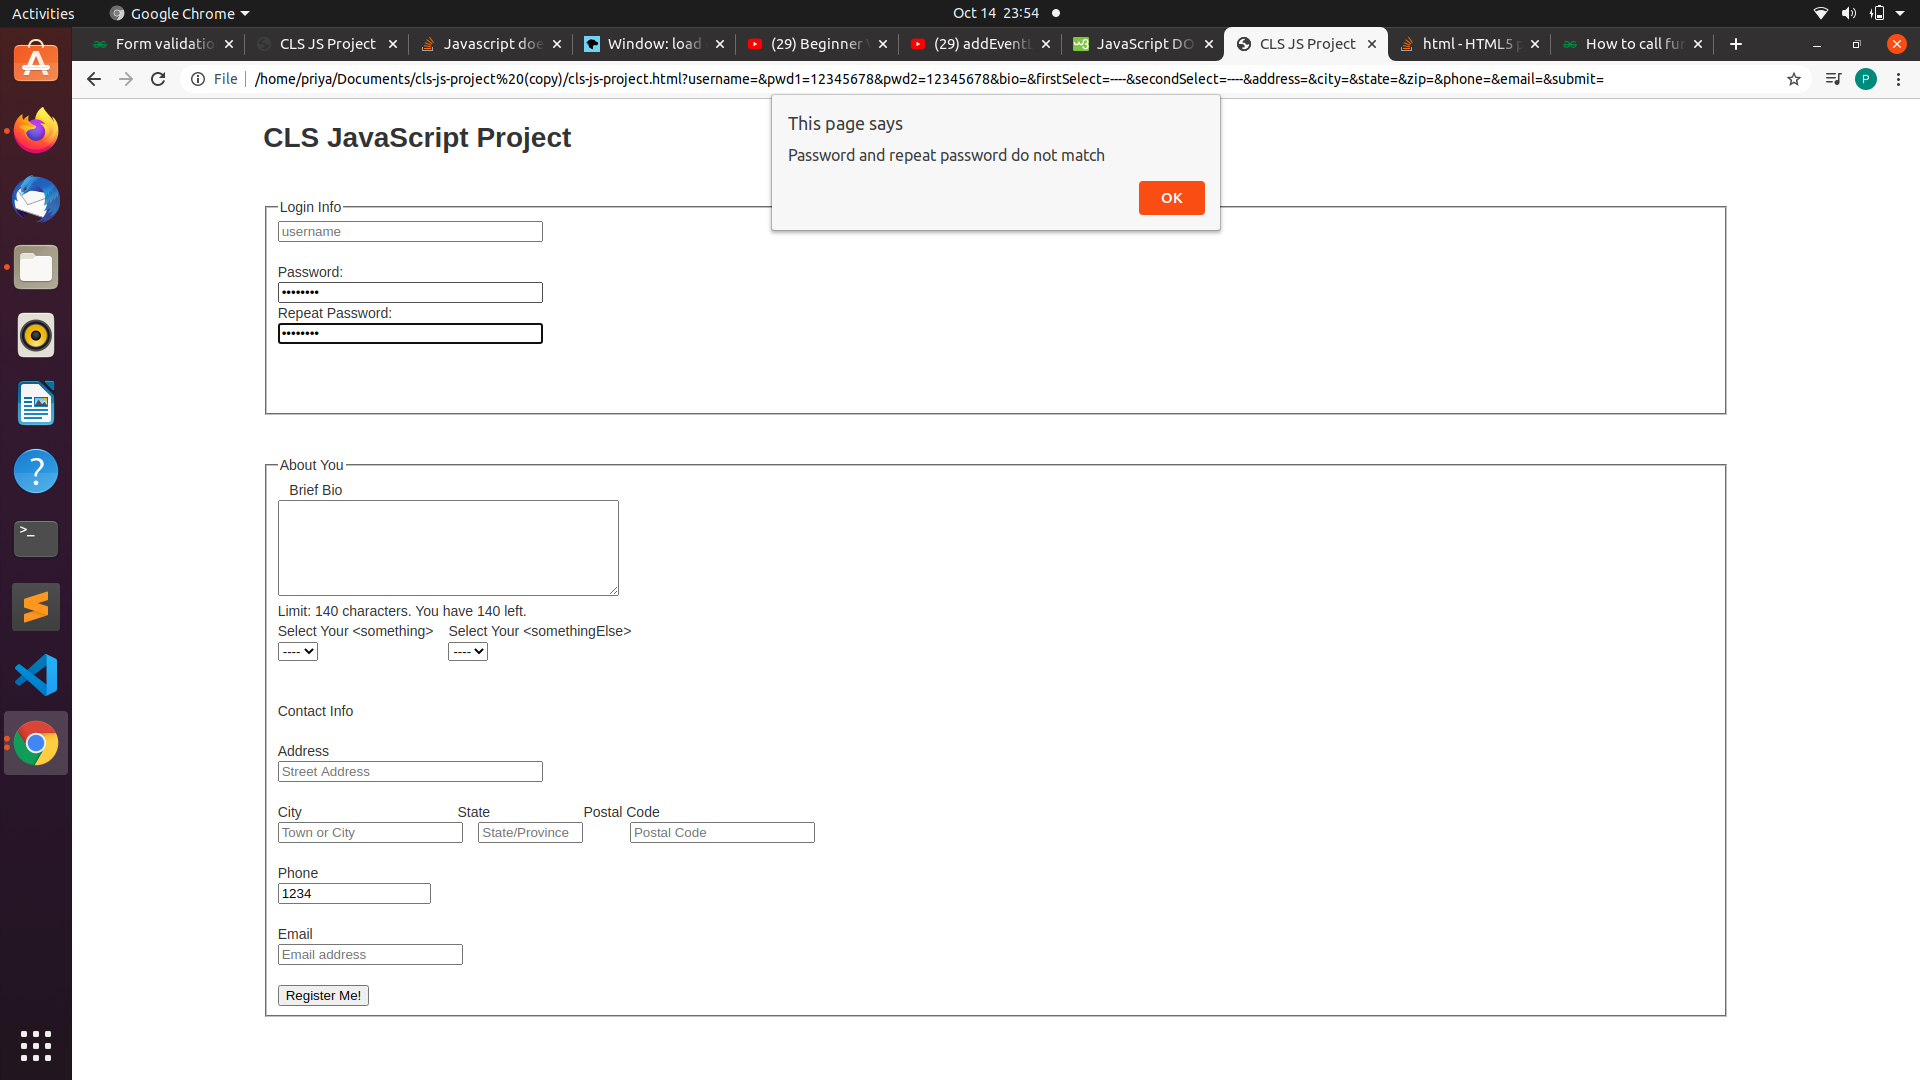 Activities
Google Chrome
Oct 14 23:54
Form validatio
CLS JS Project
Javascript doe
Window: load
(29) Beginner
(29) addEventL
JavaScript DO
CLS JS Project
html - HTML5 p
How to call fun
File
/home/priya/Documents/cls-js-project%20(copy)/cls-js-project.html?username=&pwd1=12345678&pwd2=12345678&bio=&firstSelect=----&secondSelect=----&address=&city=&state=&zip=&phone=&email=&submit=
P
This page says
Password and repeat password do not match
OK
CLS JavaScript Project
Login Info
username
Password:
••••••••
Repeat Password:
••••••••
About You
Brief Bio
Limit: 140 characters. You have 140 left.
Select Your <something> Select Your <somethingElse>
---- ----
Contact Info
Address
Street Address
City State Postal Code
Town or City State/Province Postal Code
Phone
1234
Email
Email address
Register Me!